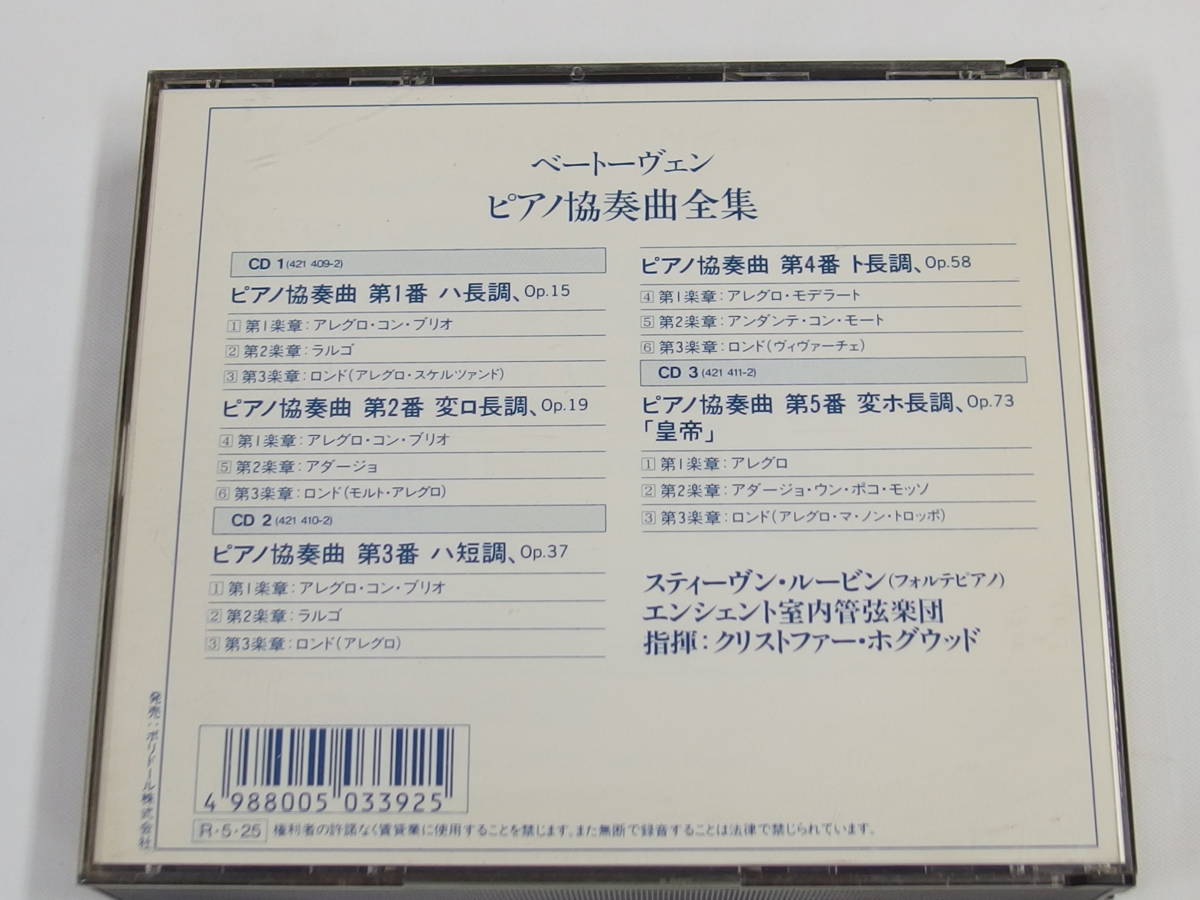 ベートーヴェン
ピアノ協奏曲全集
CD 1 (421 409-2)
ピアノ協奏曲 第1番 ハ長調、Op.15
1 第1楽章:アレグロ・コン・ブリオ
2 第2楽章:ラルゴ
3 第3楽章:ロンド(アレグロ・スケルツァンド)
ピアノ協奏曲 第2番 変ロ長調、Op.19
4 第1楽章:アレグロ・コン・ブリオ
5 第2楽章:アダージョ
6 第3楽章:ロンド(モルト・アレグロ)
CD 2 (421 410-2)
ピアノ協奏曲 第3番 ハ短調、Op.37
1 第1楽章:アレグロ・コン・ブリオ
2 第2楽章:ラルゴ
3 第3楽章:ロンド(アレグロ)
ピアノ協奏曲 第4番 ト長調、Op.58
4 第1楽章:アレグロ・モデラート
5 第2楽章:アンダンテ・コン・モート
6 第3楽章:ロンド(ヴィヴァーチェ)
CD 3 (421 411-2)
ピアノ協奏曲 第5番 変ホ長調、Op.73
「皇帝」
1 第1楽章:アレグロ
2 第2楽章:アダージョ・ウン・ポコ・モッソ
3 第3楽章:ロンド(アレグロ・マ・ノン・トロッポ)
スティーヴン・ルービン(フォルテピアノ)
エンシェント室内管弦楽団
指揮:クリストファー・ホグウッド
発売:ポリドール株式会社
4 988005 033925
R・5・25 権利者の許諾なく賃貸業に使用することを禁じます。また無断で録音することは法律で禁じられています。